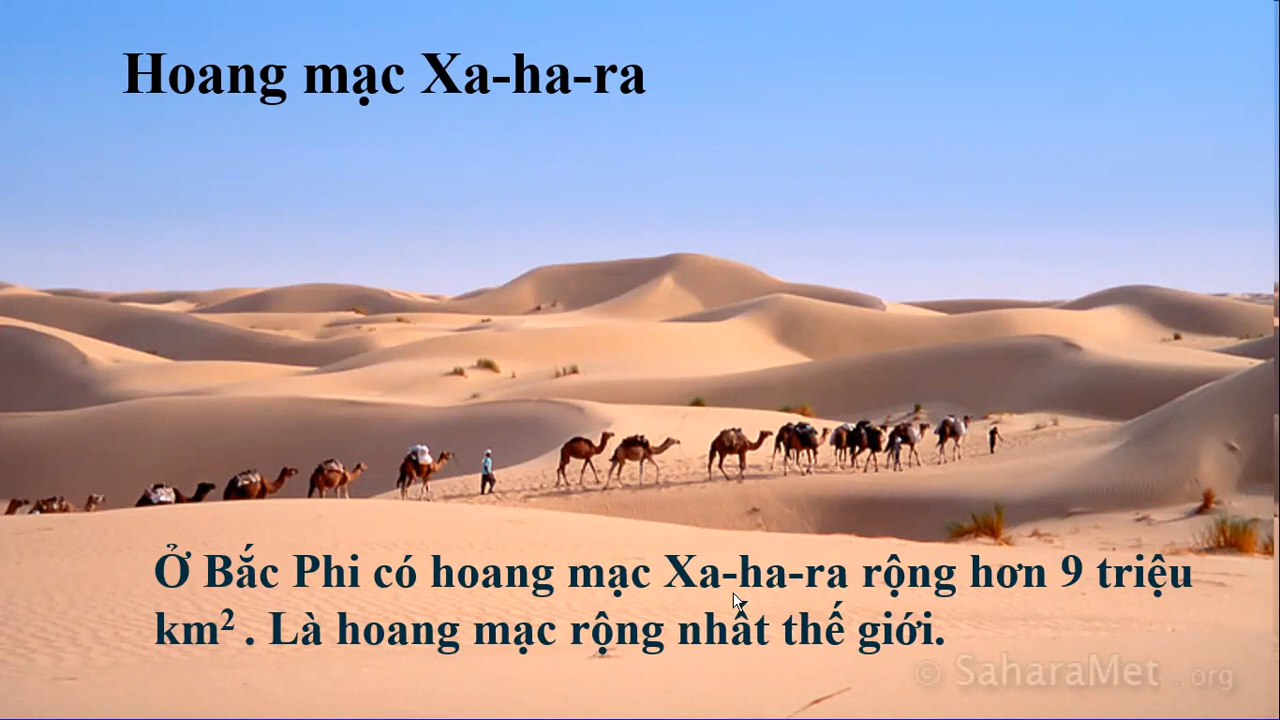 Hoang mạc Xa-ha-ra
Ở Bắc Phi có hoang mạc Xa-ha-ra rộng hơn 9 triệu
km² . Là hoang mạc rộng nhất thế giới.
© SaharaMet . org